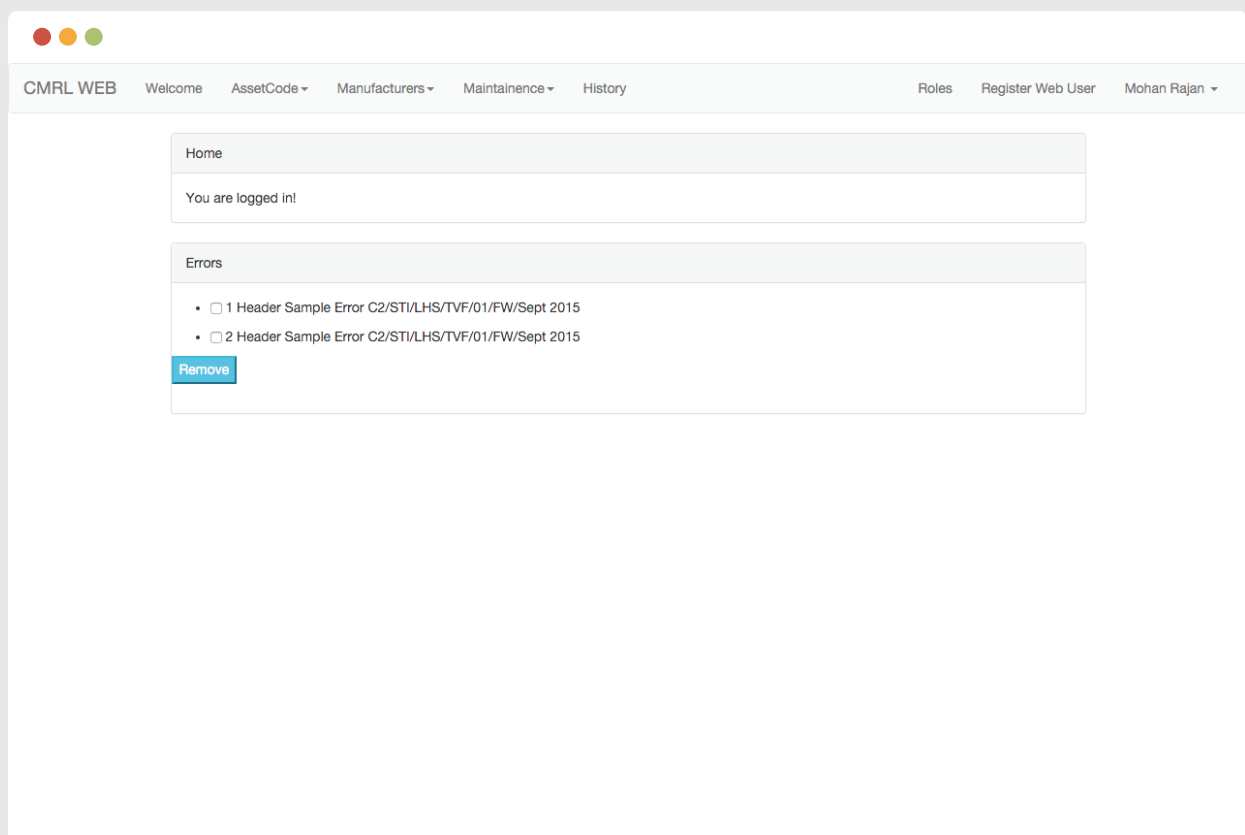 CMRL WEB Welcome AssetCode Manufacturers Maintainence History Roles Register Web User Mohan Rajan
Home
You are logged in!
Errors
1 Header Sample Error C2/STI/LHS/TVF/01/FW/Sept 2015
2 Header Sample Error C2/STI/LHS/TVF/01/FW/Sept 2015
Remove